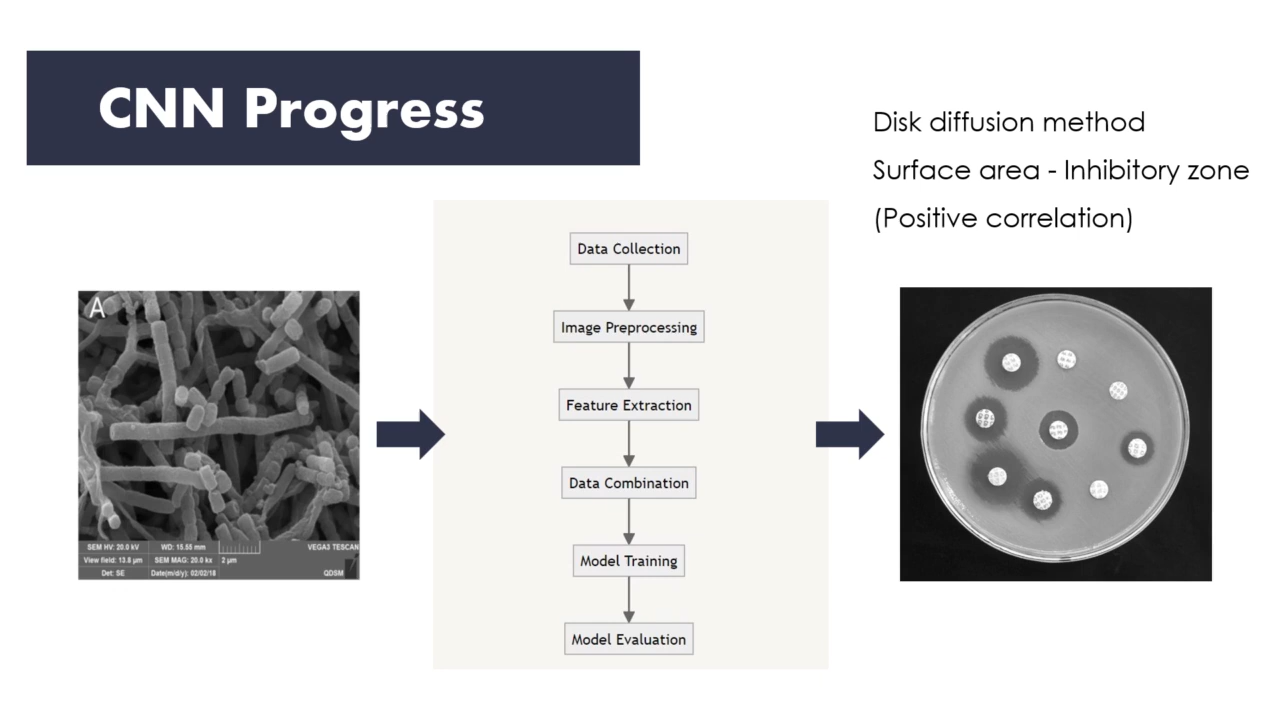 CNN Progress
Disk diffusion method
Surface area - Inhibitory zone
(Positive correlation)
Data Collection
Image Preprocessing
Feature Extraction
Data Combination
Model Training
Model Evaluation
A
SEM HV: 20.0 kV WD: 15.55 mm VEGA3 TESCAN
View field: 13.8 µm SEM MAG: 20.0 kx 2 µm
Det: SE Date(m/d/y): 02/02/18 QDSM